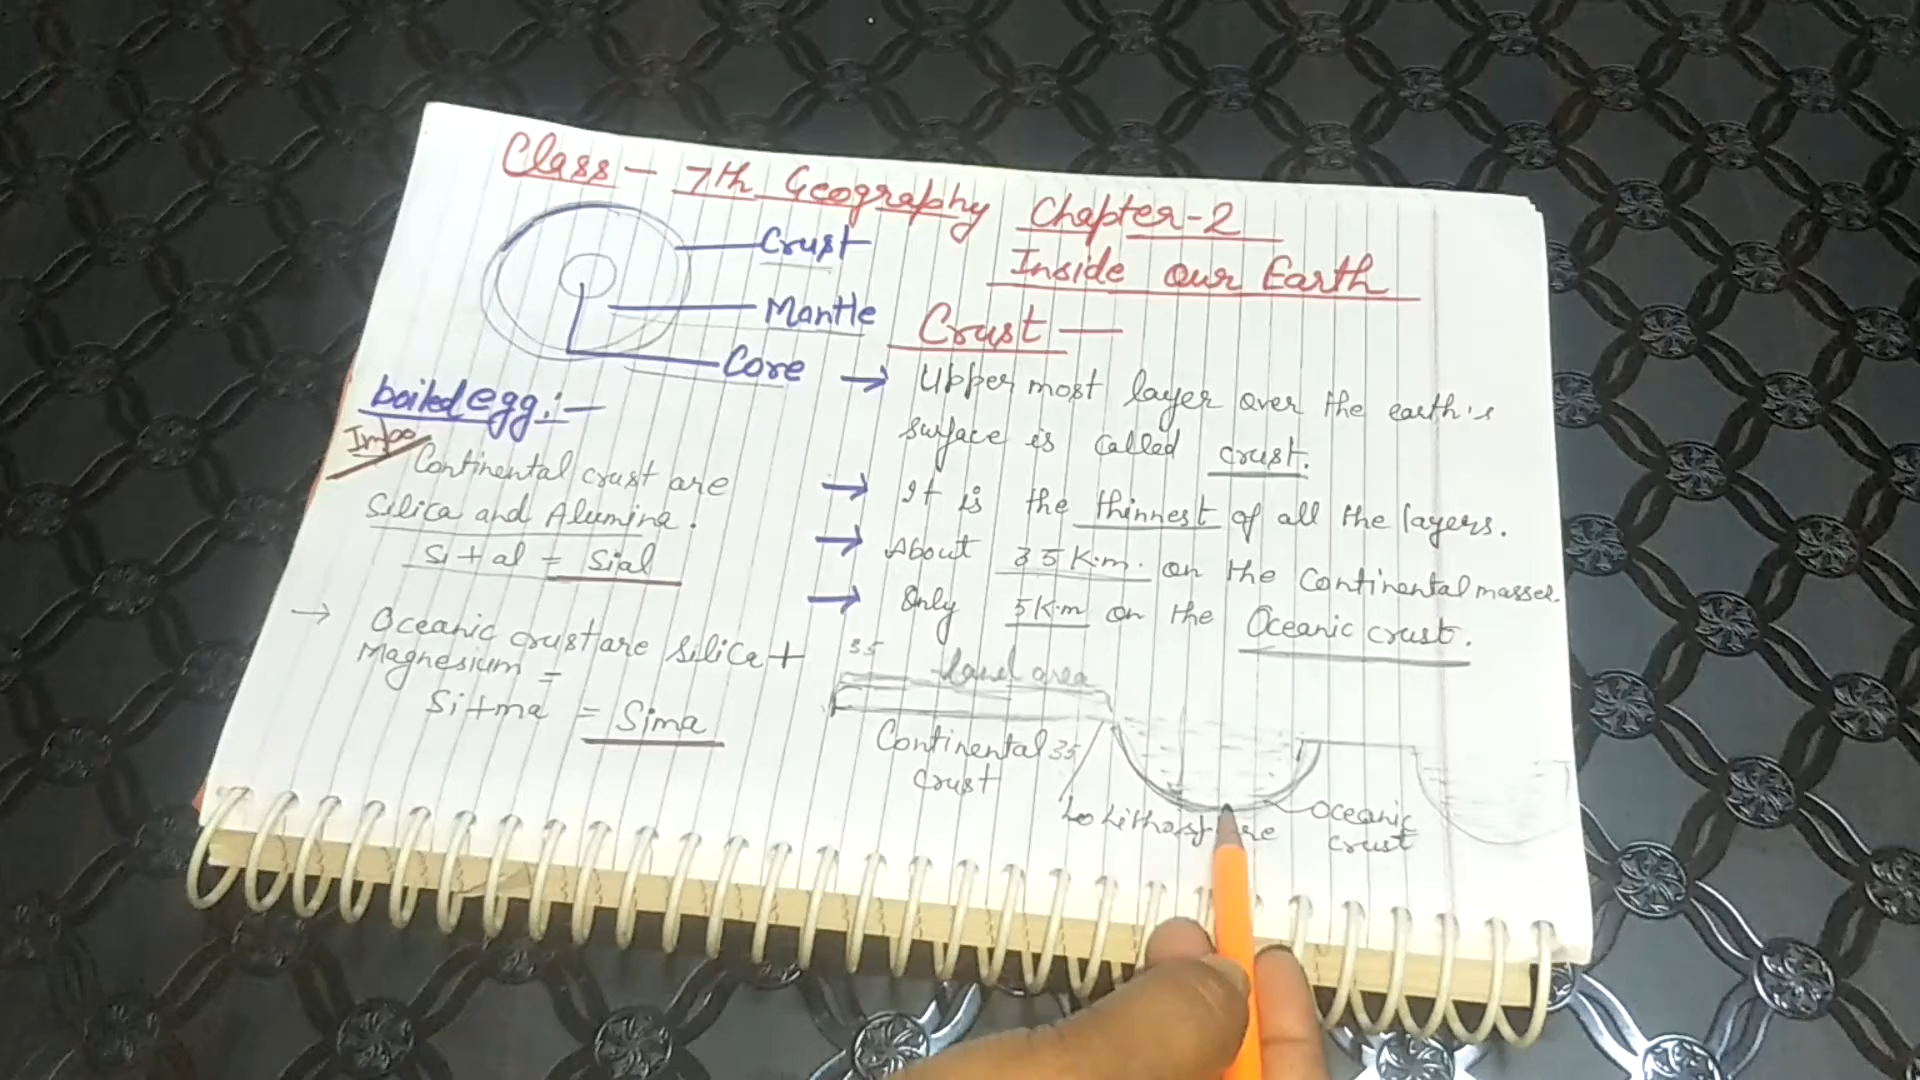 Class - 7th Geography Chapter-2
Inside our Earth
Crust
Mantle
Core
boiled egg :-
Impo
Continental crust are
Silica and Alumina.
Si + al = Sial
→ Oceanic crust are silica +
Magnesium =
Si + ma = Sima
Crust —
→ Upper most layer over the earth's
surface is called crust.
→ It is the thinnest of all the layers.
→ About 35 K.m. on the Continental masses.
→ Only 5 K.m on the Oceanic crust.
35
land area
Continental 35
crust
Oceanic
crust